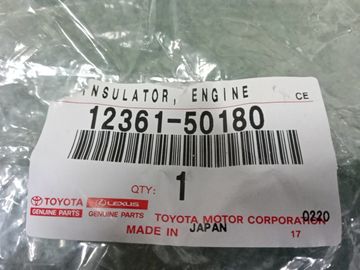 INSULATOR, ENGINE CE
12361-50180
QTY: 1
TOYOTA LEXUS
GENUINE PARTS GENUINE PARTS TOYOTA MOTOR CORPORATION 0220
MADE IN JAPAN 17